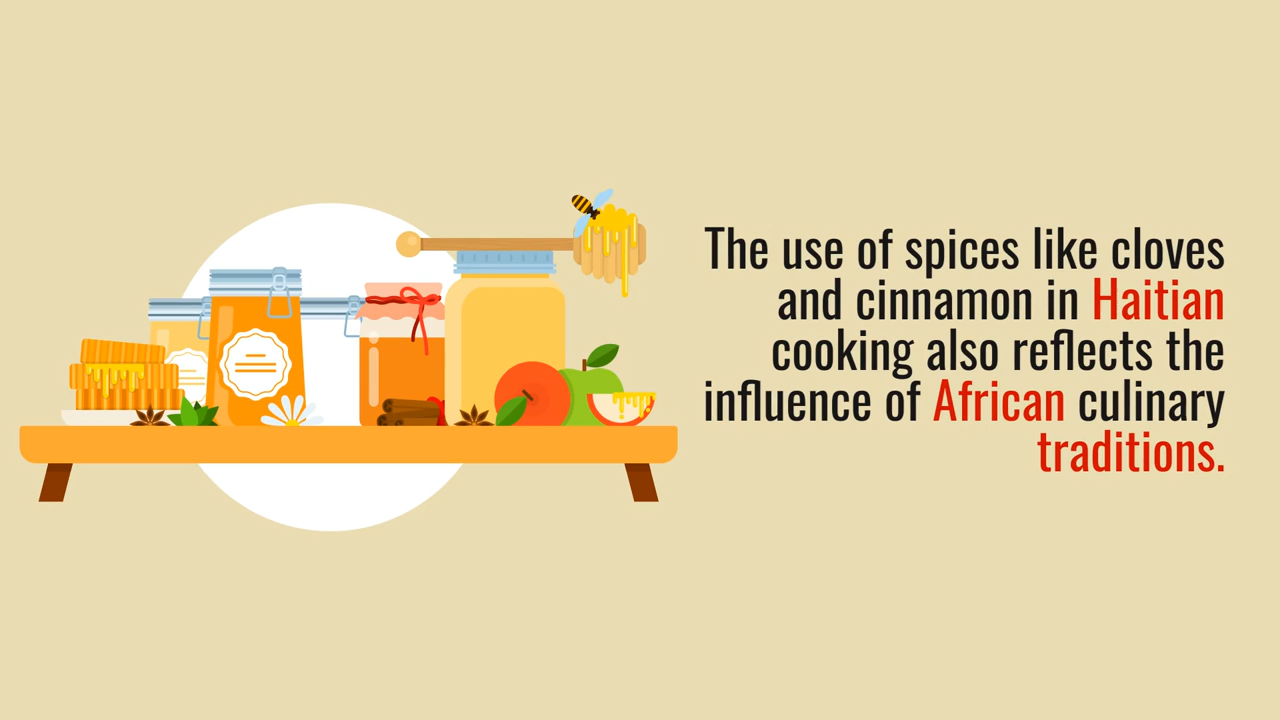 The use of spices like cloves
and cinnamon in Haitian
cooking also reflects the
influence of African culinary
traditions.